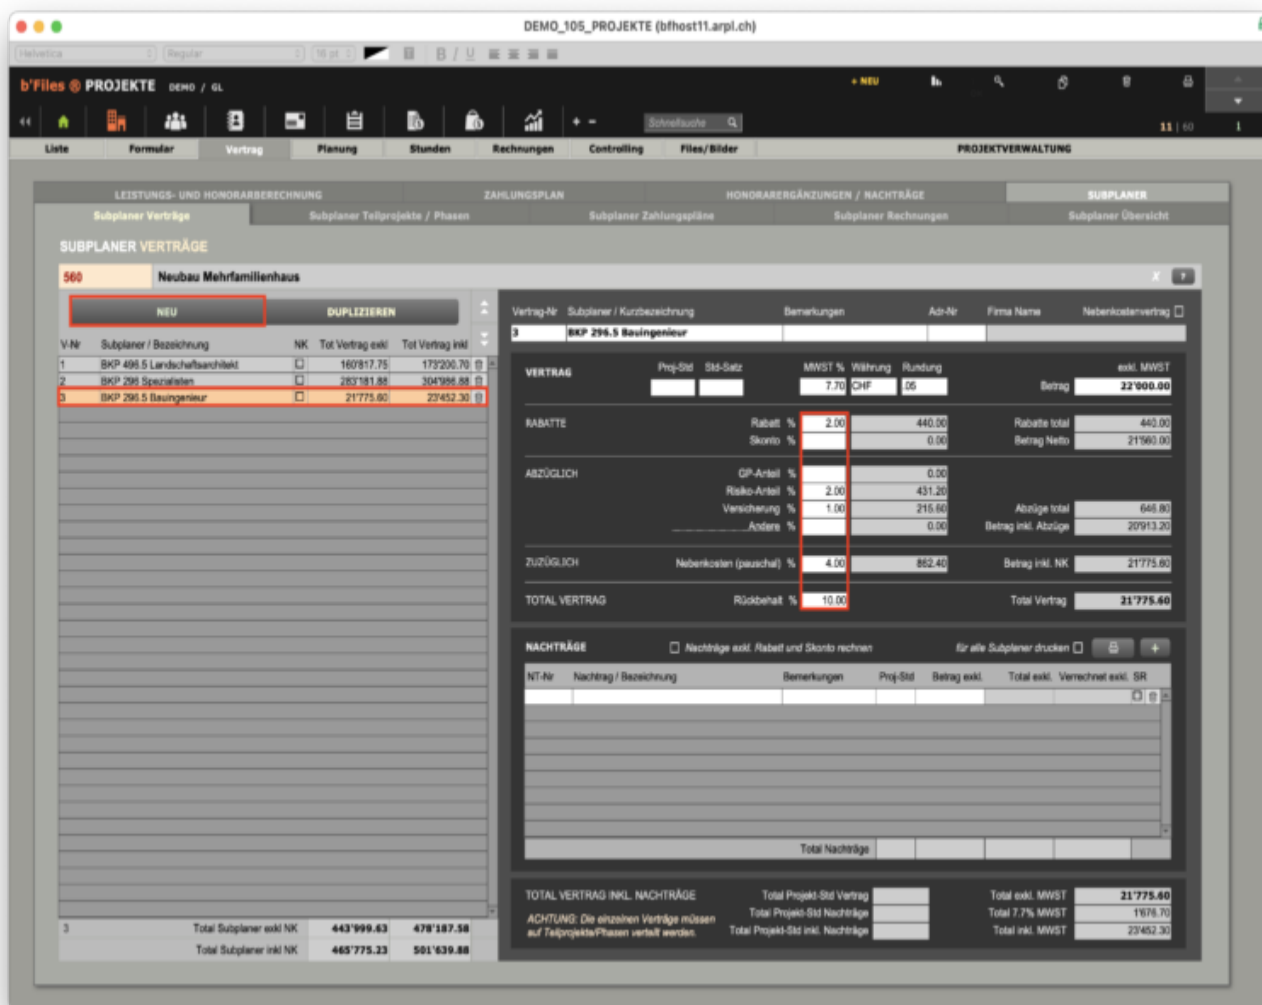 DEMO_105_PROJEKTE (bfhost11.arpl.ch)
Helvetica Regular 16 pt B I U
b'Files ® PROJEKTE DEMO / GL + NEU
Schnellsuche 11 | 60 1
Liste Formular Vertrag Planung Stunden Rechnungen Controlling Files/Bilder PROJEKTVERWALTUNG
LEISTUNGS- UND HONORARBERECHNUNG ZAHLUNGSPLAN HONORARERGÄNZUNGEN / NACHTRÄGE SUBPLANER
Subplaner Verträge Subplaner Teilprojekte / Phasen Subplaner Zahlungspläne Subplaner Rechnungen Subplaner Übersicht
SUBPLANER VERTRÄGE
560 Neubau Mehrfamilienhaus X ?
NEU DUPLIZIEREN
V-Nr Subplaner / Bezeichnung NK Tot Vertrag exkl Tot Vertrag inkl
1 BKP 496.5 Landschaftsarchitekt 160'817.75 173'200.70
2 BKP 296 Spezialisten 283'181.88 304'986.88
3 BKP 296.5 Bauingenieur 21'775.60 23'452.30
3 Total Subplaner exkl NK 443'999.63 478'187.58
Total Subplaner inkl NK 465'775.23 501'639.88
Vertrag-Nr Subplaner / Kurzbezeichnung Bemerkungen Adr-Nr Firma Name Nebenkostenvertrag
3 BKP 296.5 Bauingenieur
VERTRAG Proj-Std Std-Satz MWST % Währung Rundung exkl. MWST
7.70 CHF .05 Betrag 22'000.00
RABATTE Rabatt % 2.00 440.00 Rabatte total 440.00
Skonto % 0.00 Betrag Netto 21'560.00
ABZÜGLICH GP-Anteil % 0.00
Risiko-Anteil % 2.00 431.20
Versicherung % 1.00 215.60 Abzüge total 646.80
Andere % 0.00 Betrag inkl. Abzüge 20'913.20
ZUZÜGLICH Nebenkosten (pauschal) % 4.00 862.40 Betrag inkl. NK 21'775.60
TOTAL VERTRAG Rückbehalt % 10.00 Total Vertrag 21'775.60
NACHTRÄGE Nachträge exkl. Rabatt und Skonto rechnen für alle Subplaner drucken +
NT-Nr Nachtrag / Bezeichnung Bemerkungen Proj-Std Betrag exkl. Total exkl. Verrechnet exkl. SR
Total Nachträge
TOTAL VERTRAG INKL. NACHTRÄGE Total Projekt-Std Vertrag Total exkl. MWST 21'775.60
ACHTUNG: Die einzelnen Verträge müssen Total Projekt-Std Nachträge Total 7.7% MWST 1'676.70
auf Teilprojekte/Phasen verteilt werden. Total Projekt-Std inkl. Nachträge Total inkl. MWST 23'452.30